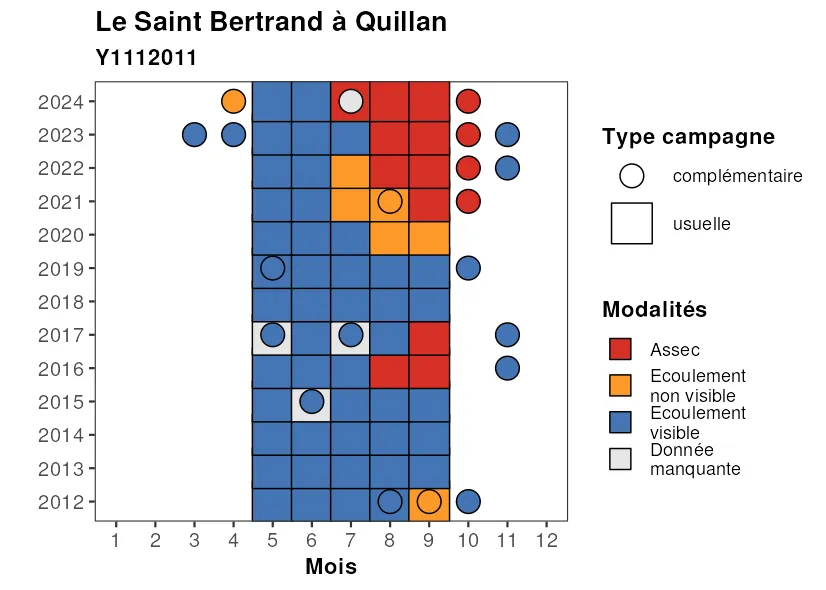 Le Saint Bertrand à Quillan
Y1112011
2024
2023
2022
2021
2020
2019
2018
2017
2016
2015
2014
2013
2012
1 2 3 4 5 6 7 8 9 10 11 12
Mois
Type campagne
complémentaire
usuelle
Modalités
Assec
Ecoulement
non visible
Ecoulement
visible
Donnée
manquante